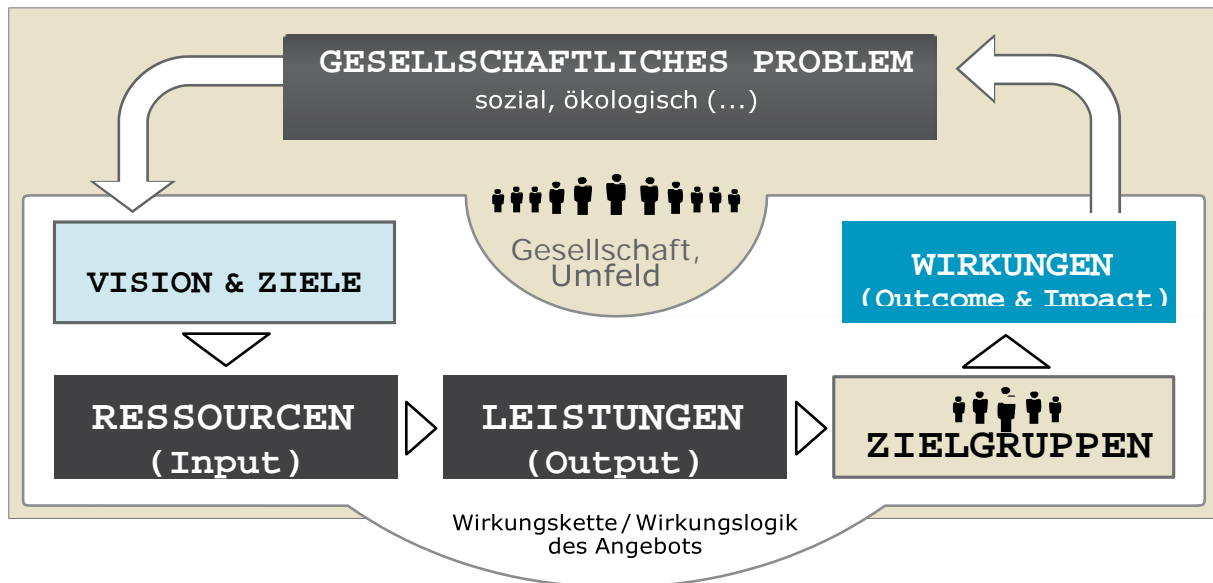 GESELLSCHAFTLICHES PROBLEM
sozial, ökologisch (...)
Gesellschaft,
Umfeld
VISION & ZIELE
WIRKUNGEN
(Outcome & Impact)
RESSOURCEN
(Input)
LEISTUNGEN
(Output)
ZIELGRUPPEN
Wirkungskette/Wirkungslogik
des Angebots